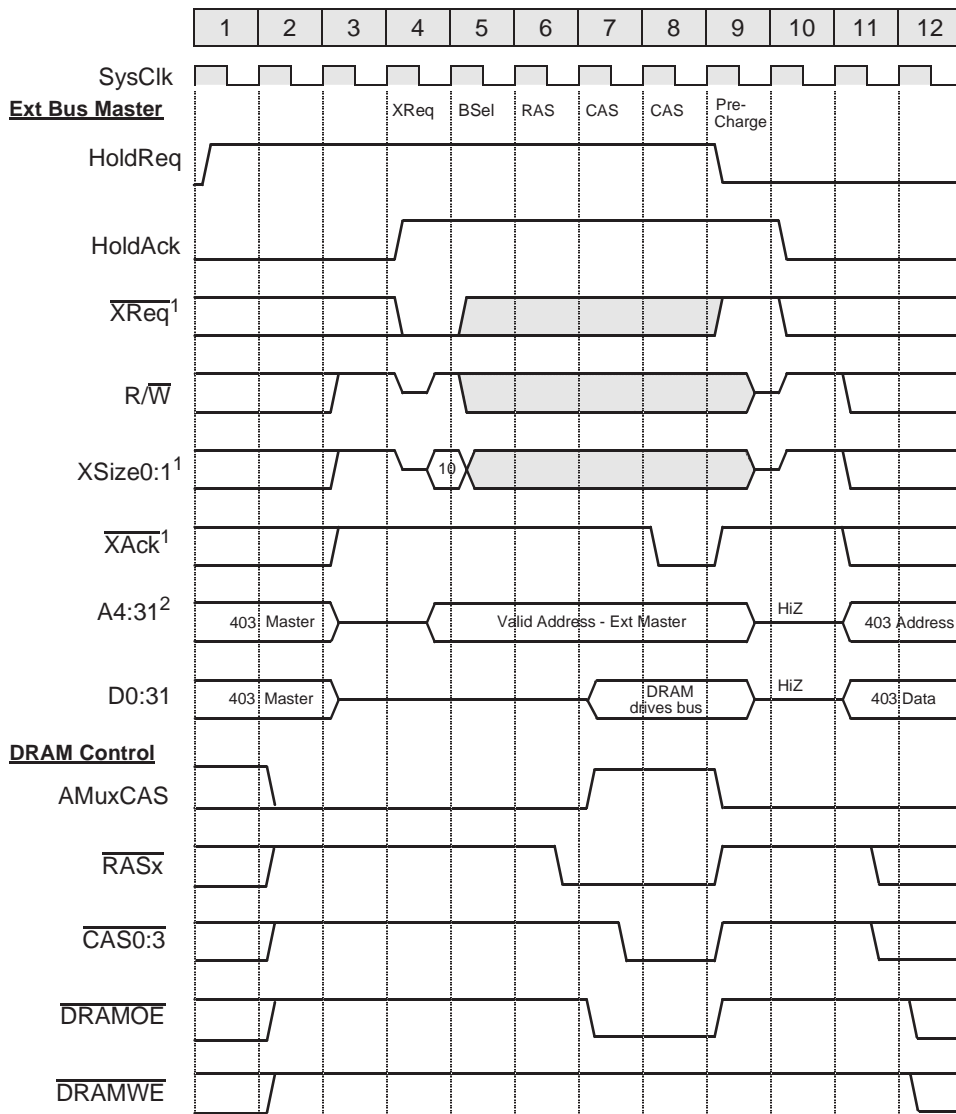 1 2 3 4 5 6 7 8 9 10 11 12
SysClk
Ext Bus Master
XReq BSel RAS CAS CAS Pre-
Charge
HoldReq
HoldAck
XReq1
R/W
XSize0:11
10
XAck1
A4:312
403 Master
Valid Address - Ext Master
HiZ
403 Address
D0:31
403 Master
DRAM
drives bus
HiZ
403 Data
DRAM Control
AMuxCAS
RASx
CAS0:3
DRAMOE
DRAMWE